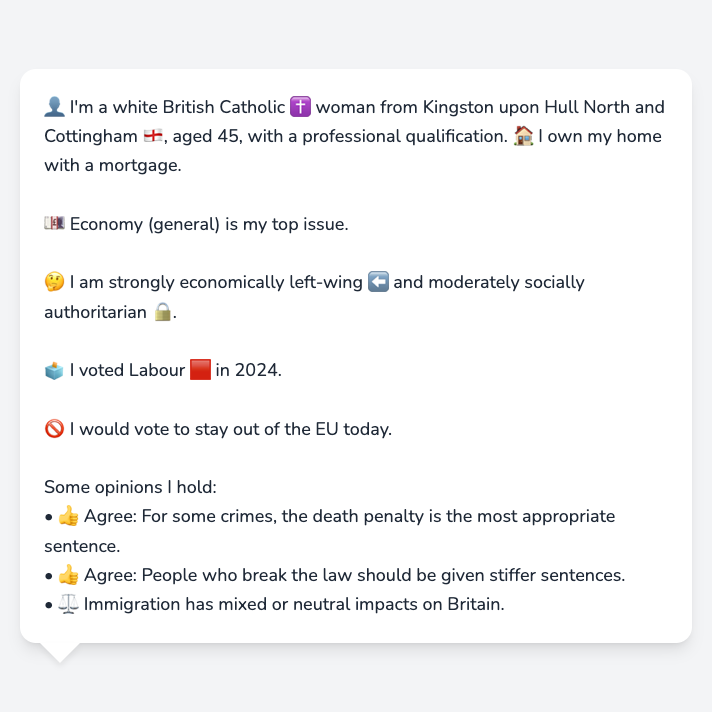 👤 I'm a white British Catholic ✝️ woman from Kingston upon Hull North and
Cottingham 🏴󠁧󠁢󠁥󠁮󠁧󠁿, aged 45, with a professional qualification. 🏠 I own my home
with a mortgage.
💷 Economy (general) is my top issue.
🤔 I am strongly economically left-wing ⬅️ and moderately socially
authoritarian 🔒.
🗳️ I voted Labour 🟥 in 2024.
🚫 I would vote to stay out of the EU today.
Some opinions I hold:
• 👍 Agree: For some crimes, the death penalty is the most appropriate
sentence.
• 👍 Agree: People who break the law should be given stiffer sentences.
• ⚖️ Immigration has mixed or neutral impacts on Britain.